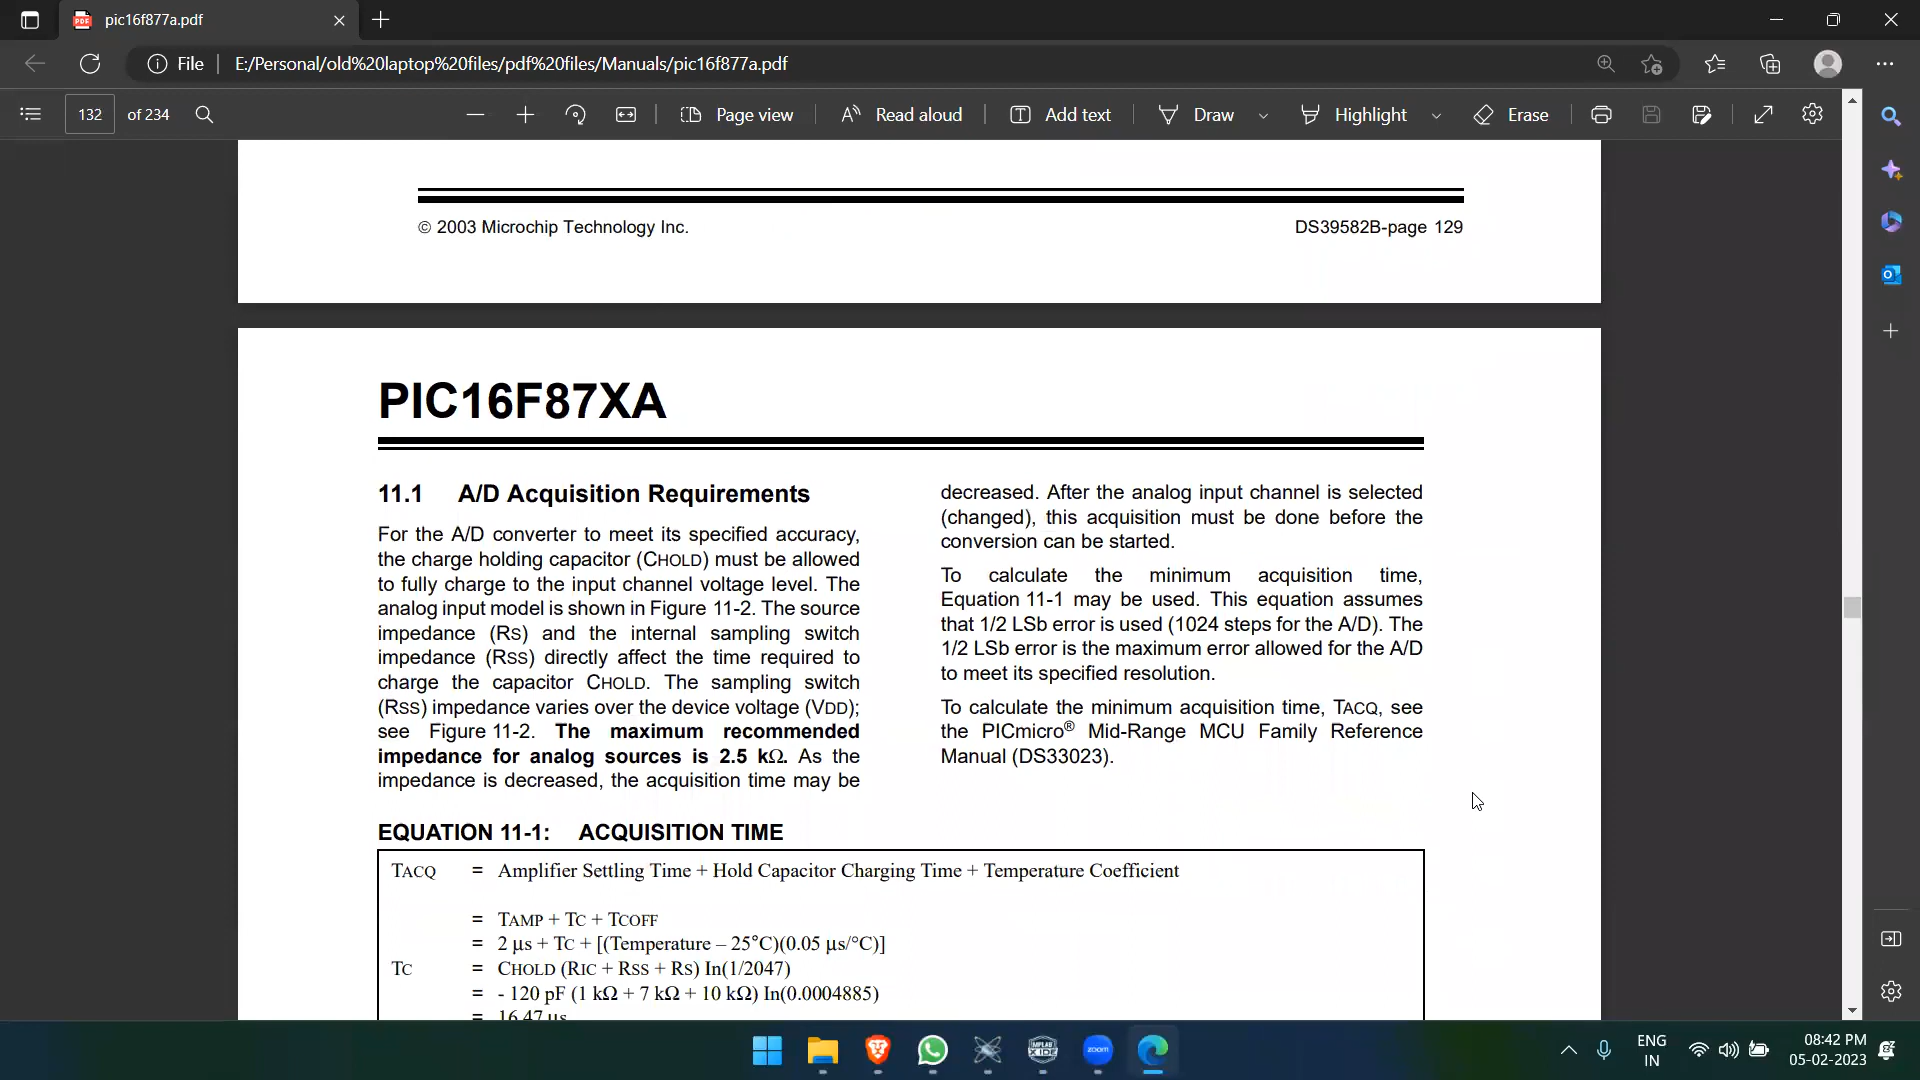 pic16f877a.pdf
File
E:/Personal/old%20laptop%20files/pdf%20files/Manuals/pic16f877a.pdf
132 of 234
Page view
Read aloud
Add text
Draw
Highlight
Erase
© 2003 Microchip Technology Inc.
DS39582B-page 129
PIC16F87XA
11.1 A/D Acquisition Requirements
For the A/D converter to meet its specified accuracy,
the charge holding capacitor (CHOLD) must be allowed
to fully charge to the input channel voltage level. The
analog input model is shown in Figure 11-2. The source
impedance (RS) and the internal sampling switch
impedance (RSS) directly affect the time required to
charge the capacitor CHOLD. The sampling switch
(RSS) impedance varies over the device voltage (VDD);
see Figure 11-2. The maximum recommended
impedance for analog sources is 2.5 kΩ. As the
impedance is decreased, the acquisition time may be
decreased. After the analog input channel is selected
(changed), this acquisition must be done before the
conversion can be started.
To calculate the minimum acquisition time,
Equation 11-1 may be used. This equation assumes
that 1/2 LSb error is used (1024 steps for the A/D). The
1/2 LSb error is the maximum error allowed for the A/D
to meet its specified resolution.
To calculate the minimum acquisition time, TACQ, see
the PICmicro® Mid-Range MCU Family Reference
Manual (DS33023).
EQUATION 11-1: ACQUISITION TIME
TACQ = Amplifier Settling Time + Hold Capacitor Charging Time + Temperature Coefficient
= TAMP + TC + TCOFF
= 2 μs + TC + [(Temperature – 25°C)(0.05 μs/°C)]
TC = CHOLD (RIC + RSS + RS) In(1/2047)
= - 120 pF (1 kΩ + 7 kΩ + 10 kΩ) In(0.0004885)
= 16.47 μs
MPLAB
X IDE
zoom
ENG
IN
08:42 PM
05-02-2023